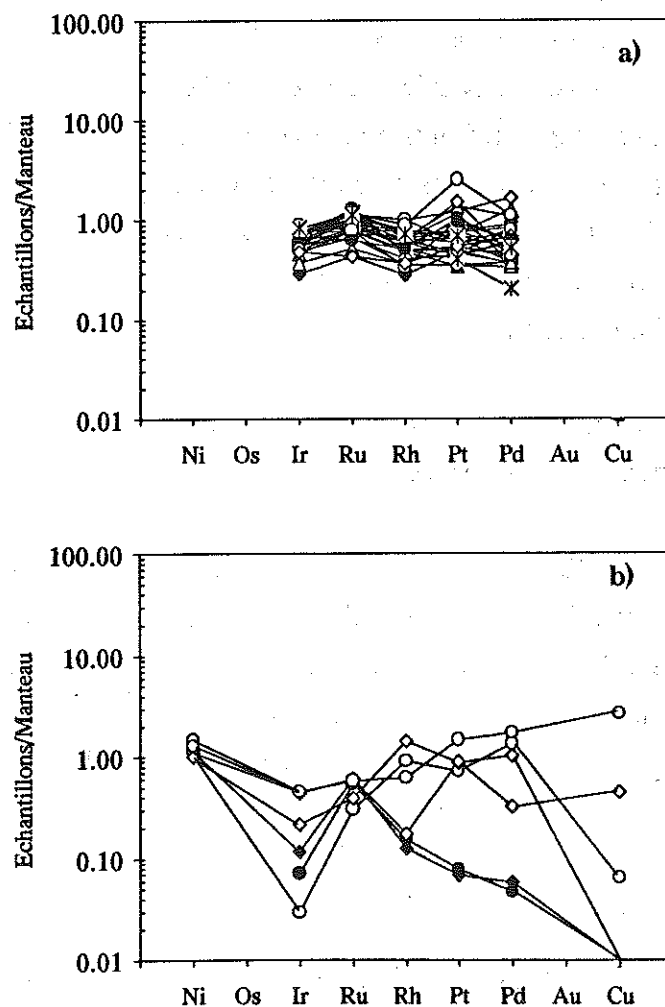 a)
100.00
10.00
1.00
0.10
0.01
Echantillons/Manteau
Ni Os Ir Ru Rh Pt Pd Au Cu
b)
100.00
10.00
1.00
0.10
0.01
Echantillons/Manteau
Ni Os Ir Ru Rh Pt Pd Au Cu